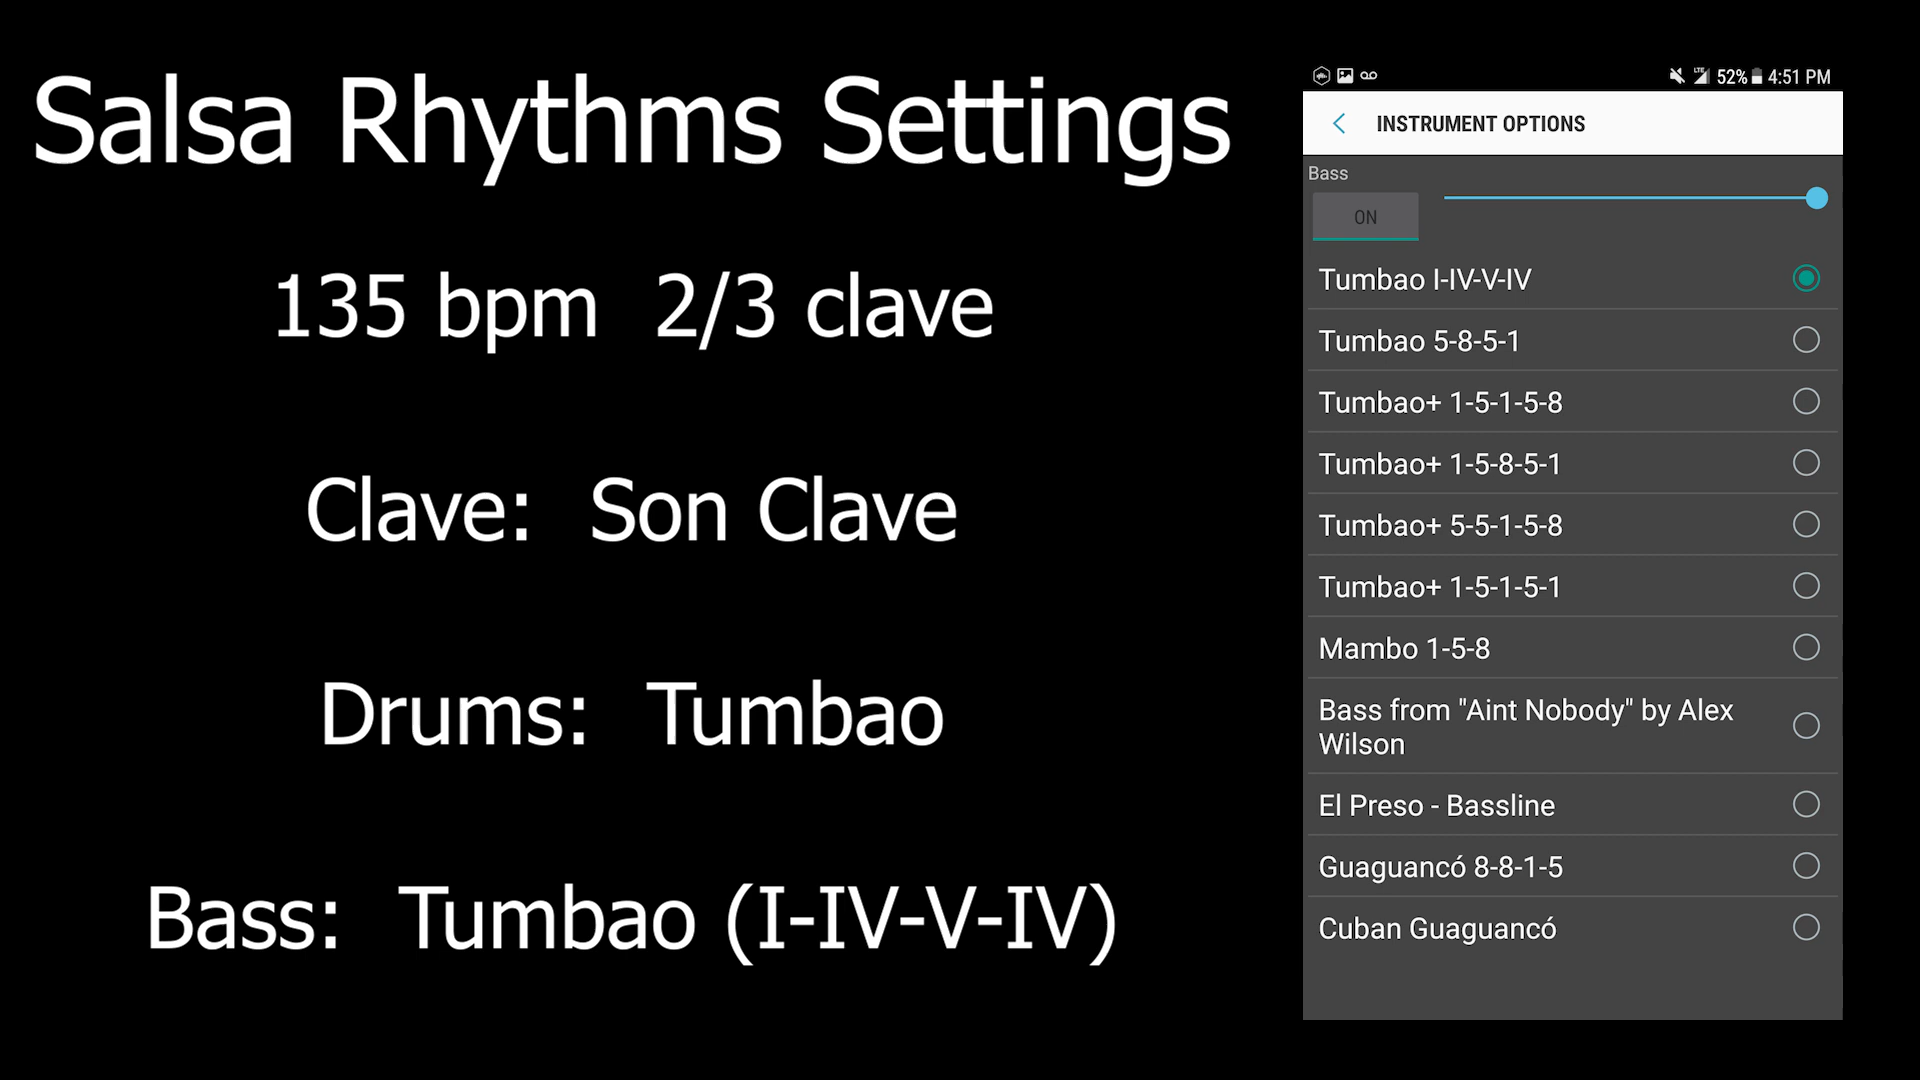 Salsa Rhythms Settings
135 bpm 2/3 clave
Clave: Son Clave
Drums: Tumbao
Bass: Tumbao (I-IV-V-IV)
LTE 52% 4:51 PM
INSTRUMENT OPTIONS
Bass
ON
Tumbao I-IV-V-IV
Tumbao 5-8-5-1
Tumbao+ 1-5-1-5-8
Tumbao+ 1-5-8-5-1
Tumbao+ 5-5-1-5-8
Tumbao+ 1-5-1-5-1
Mambo 1-5-8
Bass from "Aint Nobody" by Alex
Wilson
El Preso - Bassline
Guaguancó 8-8-1-5
Cuban Guaguancó